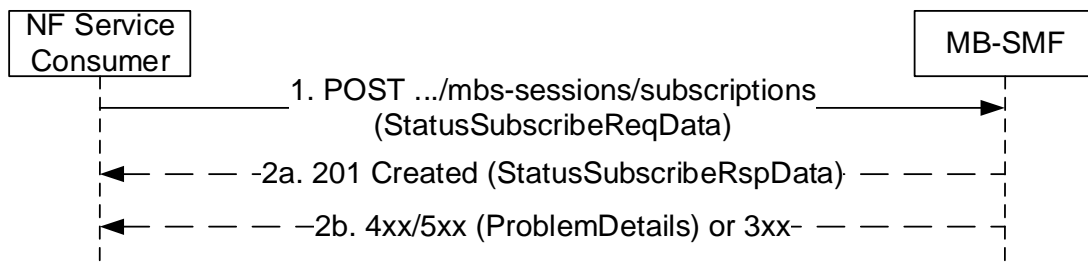 NF Service
Consumer
MB-SMF
1. POST .../mbs-sessions/subscriptions
(StatusSubscribeReqData)
2a. 201 Created (StatusSubscribeRspData)
2b. 4xx/5xx (ProblemDetails) or 3xx